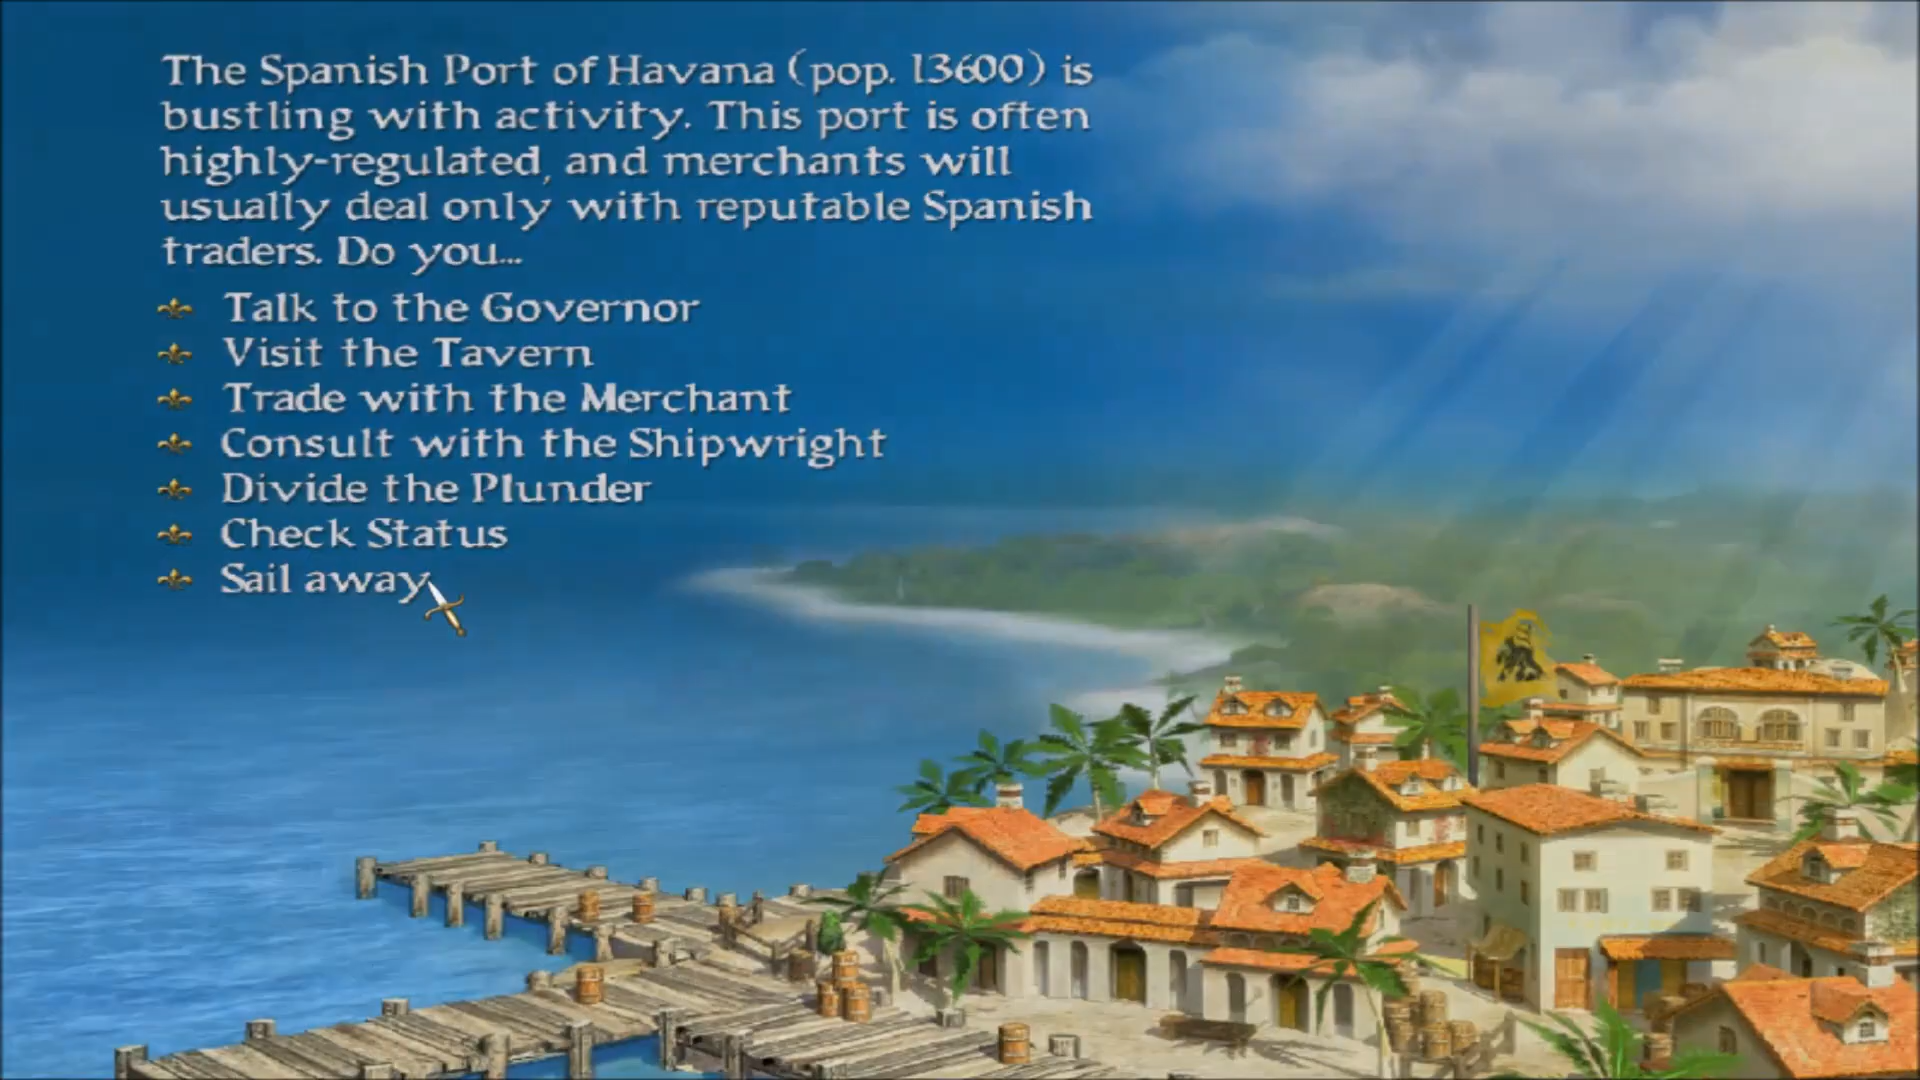 The Spanish Port of Havana (pop. 13600) is
bustling with activity. This port is often
highly-regulated, and merchants will
usually deal only with reputable Spanish
traders. Do you...
Talk to the Governor
Visit the Tavern
Trade with the Merchant
Consult with the Shipwright
Divide the Plunder
Check Status
Sail away